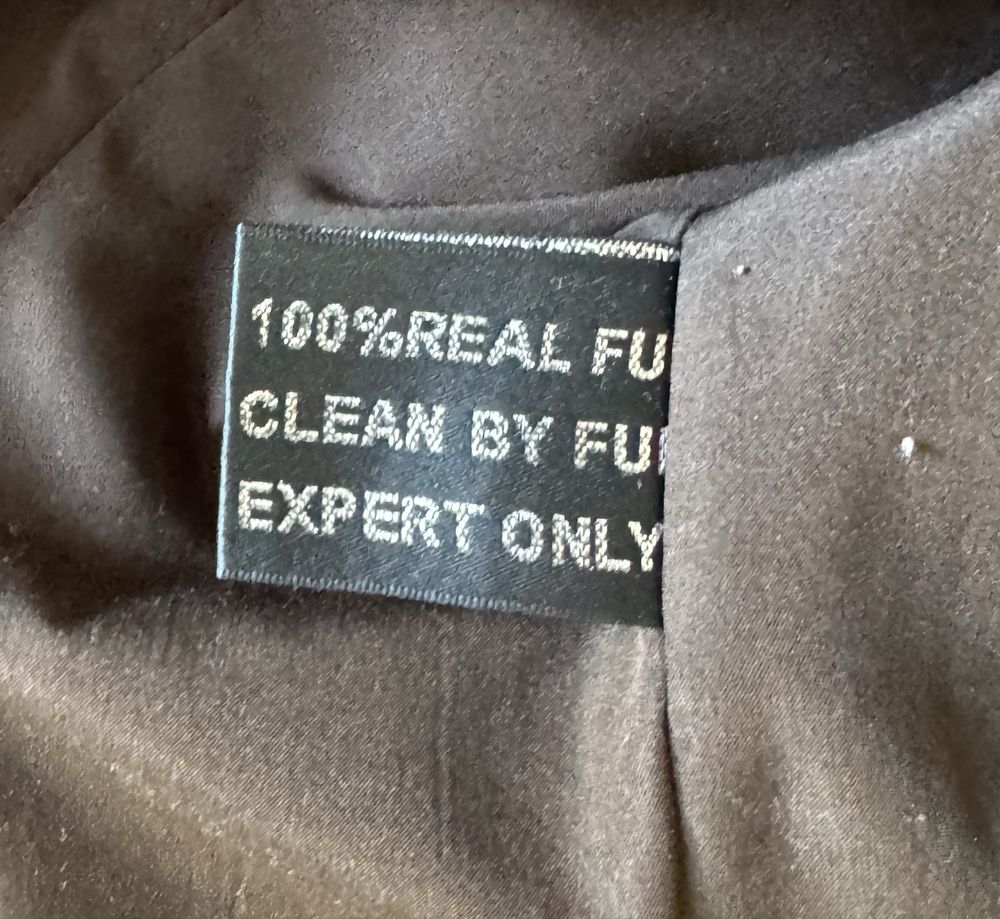 100%REAL FU
CLEAN BY FU
EXPERT ONLY